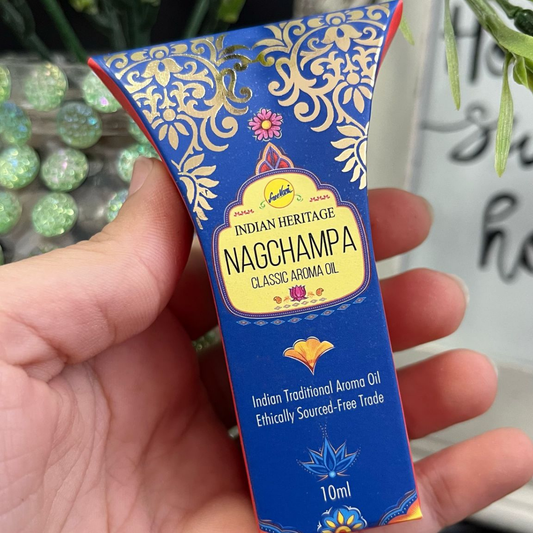 INDIAN HERITAGE
NAGCHAMPA
CLASSIC AROMA OIL
Indian Traditional Aroma Oil
Ethically Sourced-Free Trade
10ml